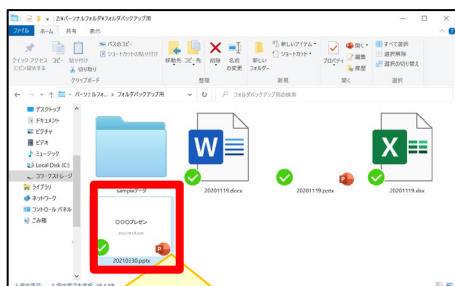 Z:¥パーソナルフォルダ¥フォルダバックアップ用
ファイル ホーム 共有 表示
クイック アクセス にピン留めする
コピー 貼り付け
パスのコピー
ショートカットの貼り付け
切り取り
移動先 コピー先 削除 名前の変更 新しいフォルダー
新しいアイテム
ショートカット
プロパティ
開く
編集
履歴
すべて選択
選択解除
選択の切り替え
クリップボード 整理 新規 開く 選択
パーソナルフォ... フォルダバックアップ用
フォルダバックアップ用の検索
デスクトップ
ドキュメント
ピクチャ
ビデオ
ミュージック
Local Disk (C:)
ワークストレージ
ライブラリ
ネットワーク
コントロール パネル
ごみ箱
sampleデータ
20201119.docx
20201119.potx
20201119.xlsx
〇〇〇プレゼン
20210330.pptx